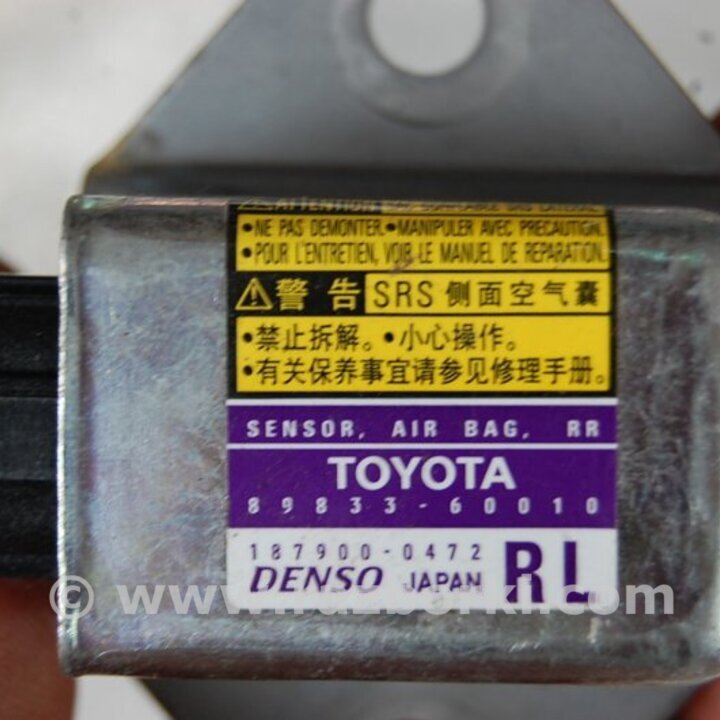 ATTENTION
•NE PAS DEMONTER.•MANIPULER AVEC PRECAUTION.
•POUR L'ENTRETIEN, VOIR LE MANUEL DE REPARATION.
警告 SRS 侧面空气囊
•禁止拆解。•小心操作。
•有关保养事宜请参见修理手册。
SENSOR, AIR BAG, RR
TOYOTA
89833-60010
187900-0472
DENSO JAPAN RL